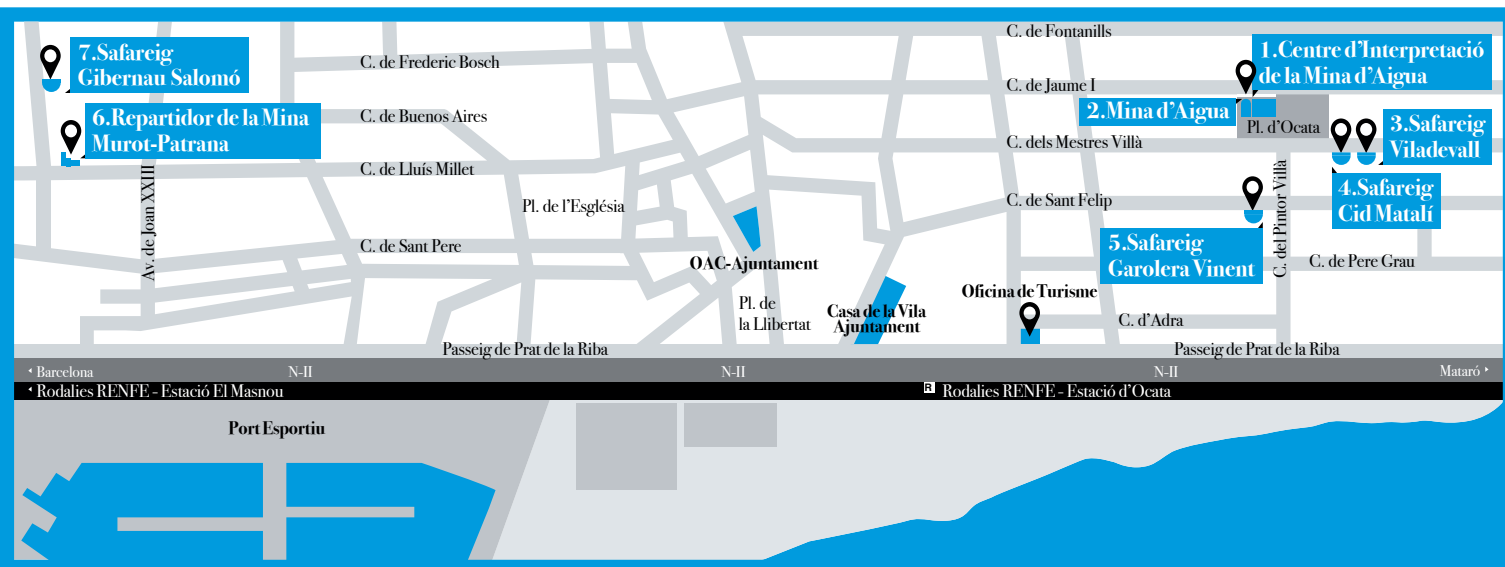 7.Safareig
Gibernau Salomó
6.Repartidor de la Mina
Murot-Patrana
Av. de Joan XXIII
C. de Frederic Bosch
C. de Buenos Aires
C. de Lluís Millet
Pl. de l'Església
C. de Sant Pere
OAC-Ajuntament
Pl. de
la Llibertat
Casa de la Vila
Ajuntament
Oficina de Turisme
C. de Fontanills
C. de Jaume I
C. dels Mestres Villà
C. de Sant Felip
C. d'Adra
C. de Pere Grau
C. del Pintor Villà
1.Centre d'Interpretació
de la Mina d'Aigua
2.Mina d'Aigua
Pl. d'Ocata
3.Safareig
Viladevall
4.Safareig
Cid Matalí
5.Safareig
Garolera Vinent
Passeig de Prat de la Riba
Passeig de Prat de la Riba
Barcelona
N-II
N-II
N-II
Mataró
Rodalies RENFE - Estació El Masnou
R Rodalies RENFE - Estació d'Ocata
Port Esportiu